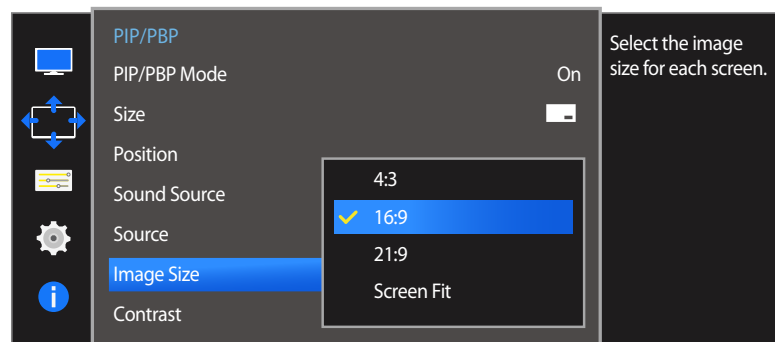 PIP/PBP
PIP/PBP Mode On
Size
Position
Sound Source
Source
Image Size
Contrast
4:3
16:9
21:9
Screen Fit
Select the image
size for each screen.